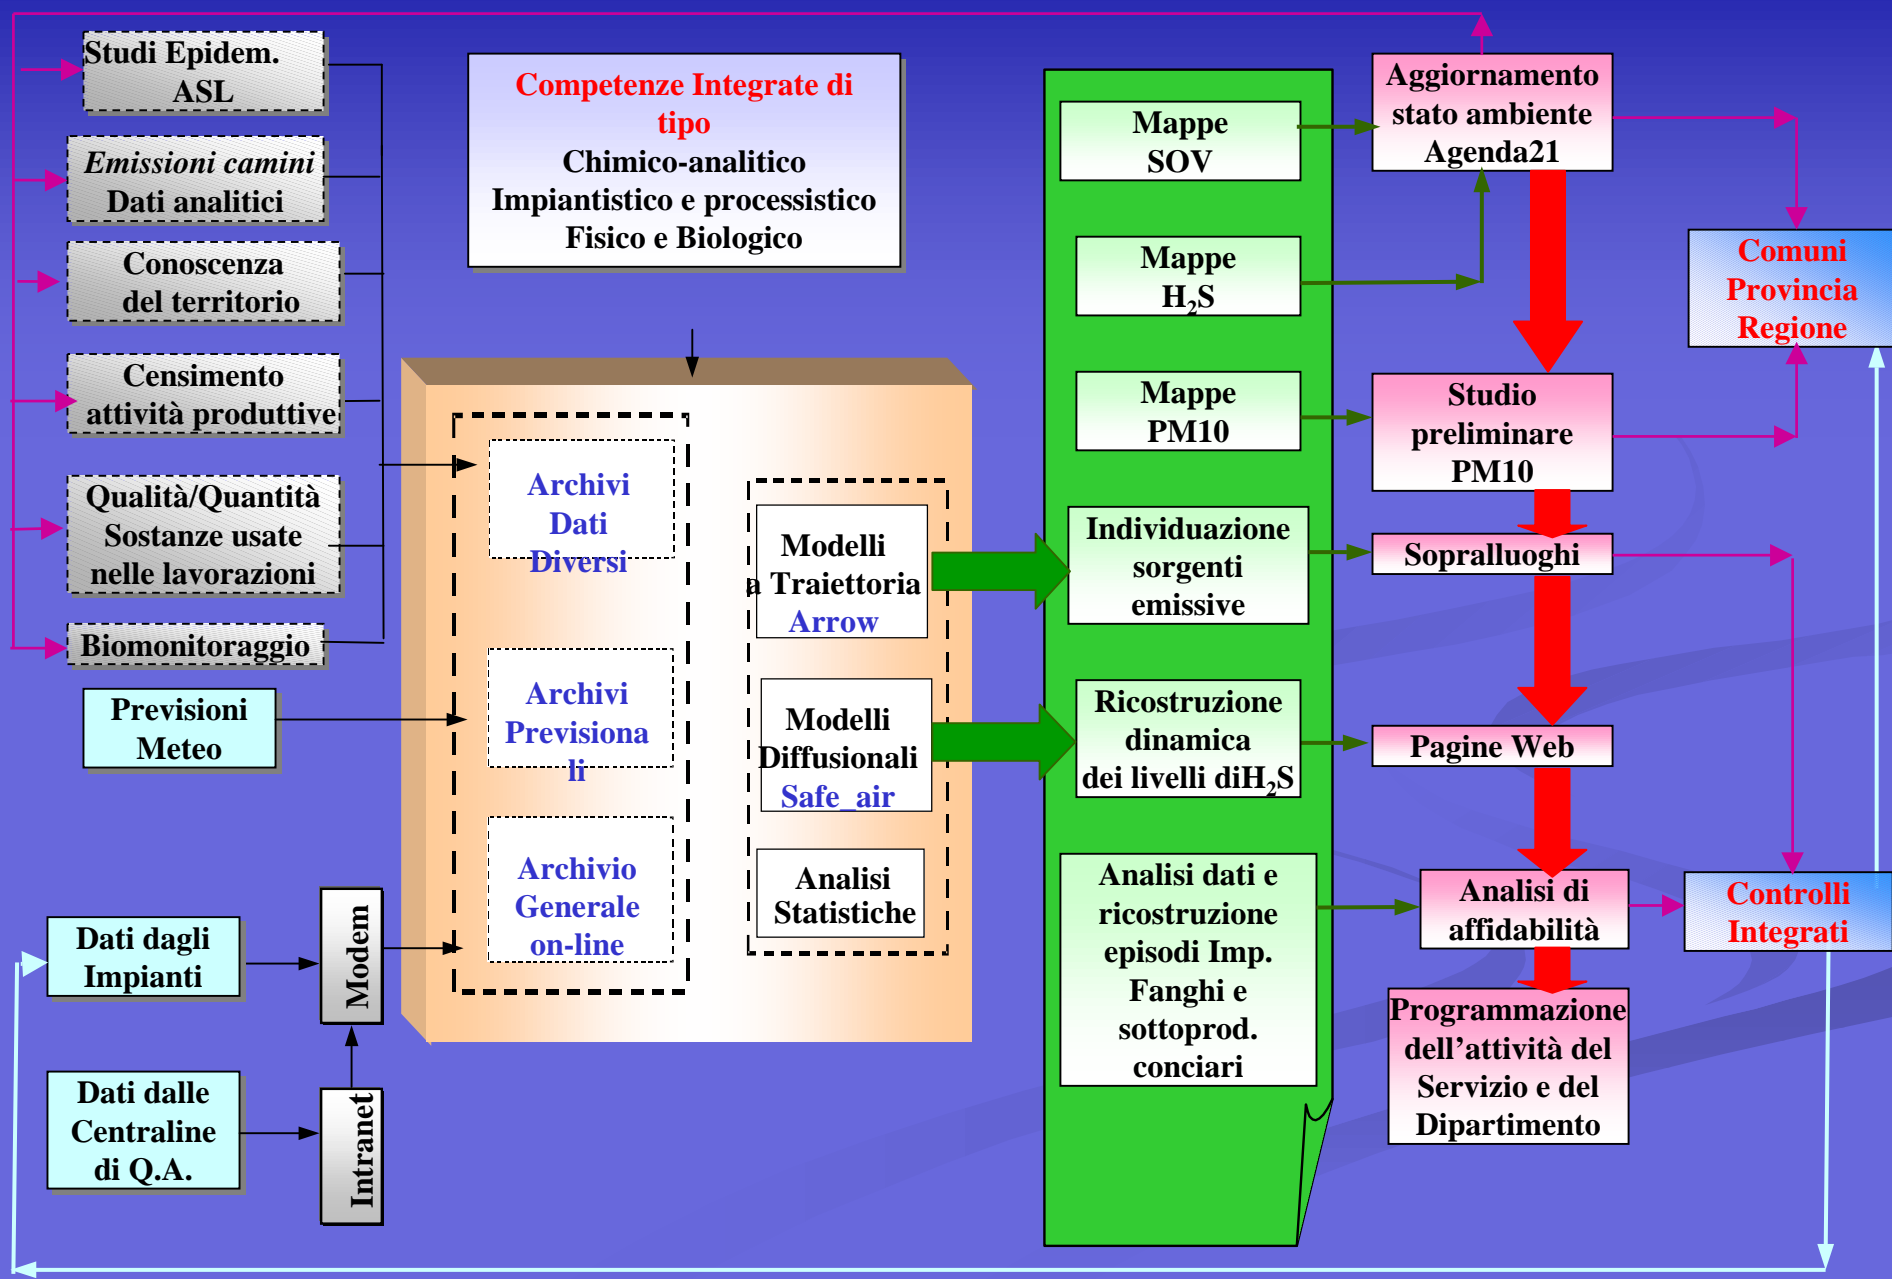 Studi Epidem.
ASL
Emissioni camini
Dati analitici
Conoscenza
del territorio
Censimento
attività produttive
Qualità/Quantità
Sostanze usate
nelle lavorazioni
Biomonitoraggio
Previsioni
Meteo
Dati dagli
Impianti
Dati dalle
Centraline
di Q.A.
Modem
Intranet
Competenze Integrate di
tipo
Chimico-analitico
Impiantistico e processistico
Fisico e Biologico
Archivi
Dati
Diversi
Archivi
Previsiona
li
Archivio
Generale
on-line
Modelli
a Traiettoria
Arrow
Modelli
Diffusionali
Safe_air
Analisi
Statistiche
Mappe
SOV
Mappe
H₂S
Mappe
PM10
Individuazione
sorgenti
emissive
Ricostruzione
dinamica
dei livelli diH₂S
Analisi dati e
ricostruzione
episodi Imp.
Fanghi e
sottoprod.
conciari
Aggiornamento
stato ambiente
Agenda21
Studio
preliminare
PM10
Sopralluoghi
Pagine Web
Analisi di
affidabilità
Programmazione
dell'attività del
Servizio e del
Dipartimento
Comuni
Provincia
Regione
Controlli
Integrati